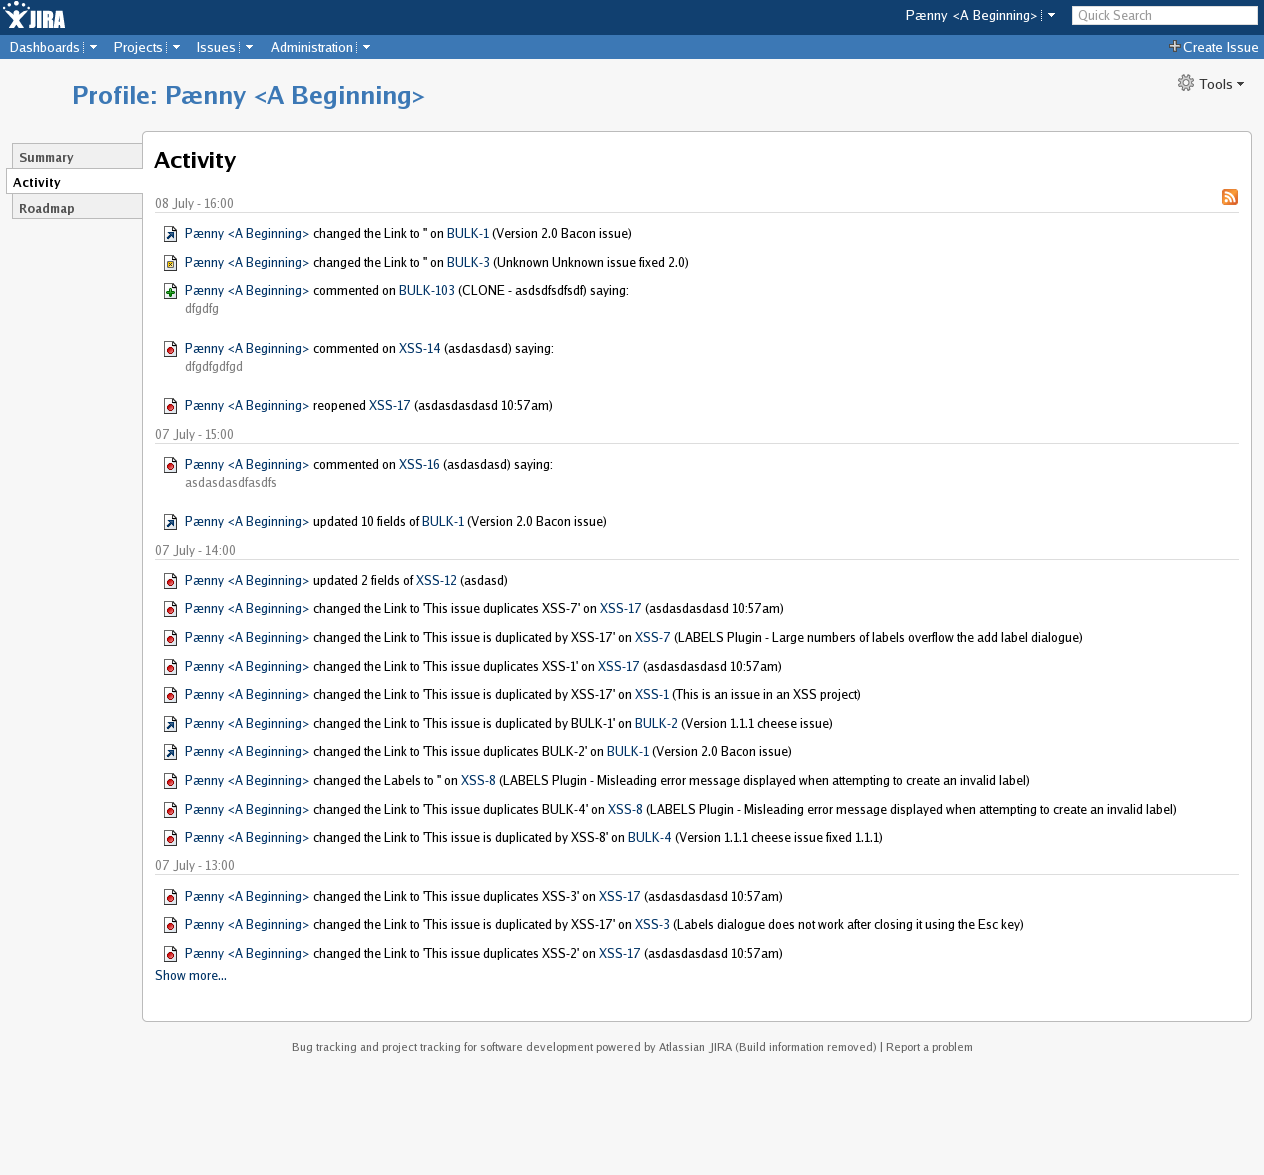 JIRA
Pænny <A Beginning>
Quick Search
Dashboards Projects Issues Administration
Create Issue
Profile: Pænny <A Beginning>
Tools
Summary
Activity
Roadmap
Activity
08 July - 16:00
Pænny <A Beginning> changed the Link to '' on BULK-1 (Version 2.0 Bacon issue)
Pænny <A Beginning> changed the Link to '' on BULK-3 (Unknown Unknown issue fixed 2.0)
Pænny <A Beginning> commented on BULK-103 (CLONE - asdsdfsdfsdf) saying:
dfgdfg
Pænny <A Beginning> commented on XSS-14 (asdasdasd) saying:
dfgdfgdfgd
Pænny <A Beginning> reopened XSS-17 (asdasdasdasd 10:57am)
07 July - 15:00
Pænny <A Beginning> commented on XSS-16 (asdasdasd) saying:
asdasdasdfasdfs
Pænny <A Beginning> updated 10 fields of BULK-1 (Version 2.0 Bacon issue)
07 July - 14:00
Pænny <A Beginning> updated 2 fields of XSS-12 (asdasd)
Pænny <A Beginning> changed the Link to 'This issue duplicates XSS-7' on XSS-17 (asdasdasdasd 10:57am)
Pænny <A Beginning> changed the Link to 'This issue is duplicated by XSS-17' on XSS-7 (LABELS Plugin - Large numbers of labels overflow the add label dialogue)
Pænny <A Beginning> changed the Link to 'This issue duplicates XSS-1' on XSS-17 (asdasdasdasd 10:57am)
Pænny <A Beginning> changed the Link to 'This issue is duplicated by XSS-17' on XSS-1 (This is an issue in an XSS project)
Pænny <A Beginning> changed the Link to 'This issue is duplicated by BULK-1' on BULK-2 (Version 1.1.1 cheese issue)
Pænny <A Beginning> changed the Link to 'This issue duplicates BULK-2' on BULK-1 (Version 2.0 Bacon issue)
Pænny <A Beginning> changed the Labels to '' on XSS-8 (LABELS Plugin - Misleading error message displayed when attempting to create an invalid label)
Pænny <A Beginning> changed the Link to 'This issue duplicates BULK-4' on XSS-8 (LABELS Plugin - Misleading error message displayed when attempting to create an invalid label)
Pænny <A Beginning> changed the Link to 'This issue is duplicated by XSS-8' on BULK-4 (Version 1.1.1 cheese issue fixed 1.1.1)
07 July - 13:00
Pænny <A Beginning> changed the Link to 'This issue duplicates XSS-3' on XSS-17 (asdasdasdasd 10:57am)
Pænny <A Beginning> changed the Link to 'This issue is duplicated by XSS-17' on XSS-3 (Labels dialogue does not work after closing it using the Esc key)
Pænny <A Beginning> changed the Link to 'This issue duplicates XSS-2' on XSS-17 (asdasdasdasd 10:57am)
Show more...
Bug tracking and project tracking for software development powered by Atlassian JIRA (Build information removed) | Report a problem